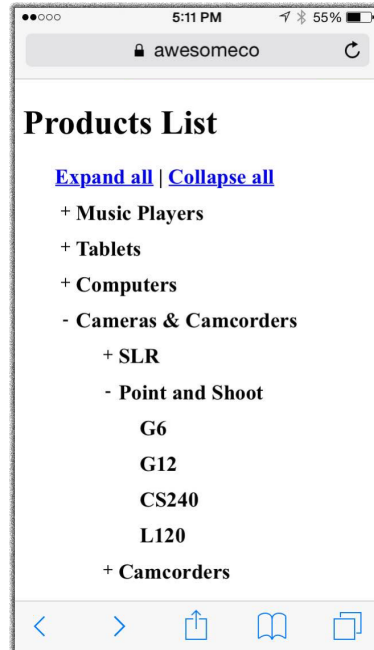 5:11 PM 55%
awesomeco
Products List
Expand all | Collapse all
+ Music Players
+ Tablets
+ Computers
- Cameras & Camcorders
+ SLR
- Point and Shoot
G6
G12
CS240
L120
+ Camcorders